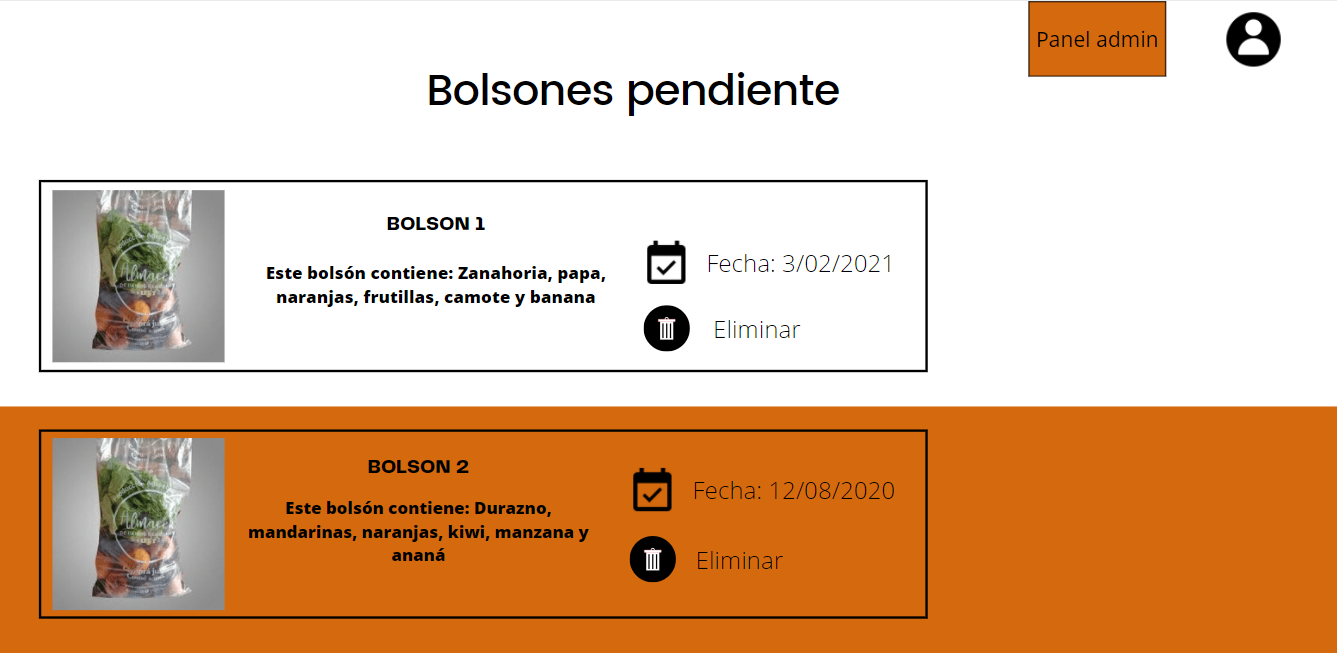 Panel admin
Bolsones pendiente
BOLSON 1
Este bolsón contiene: Zanahoria, papa,
naranjas, frutillas, camote y banana
Fecha: 3/02/2021
Eliminar
BOLSON 2
Este bolsón contiene: Durazno,
mandarinas, naranjas, kiwi, manzana y
ananá
Fecha: 12/08/2020
Eliminar